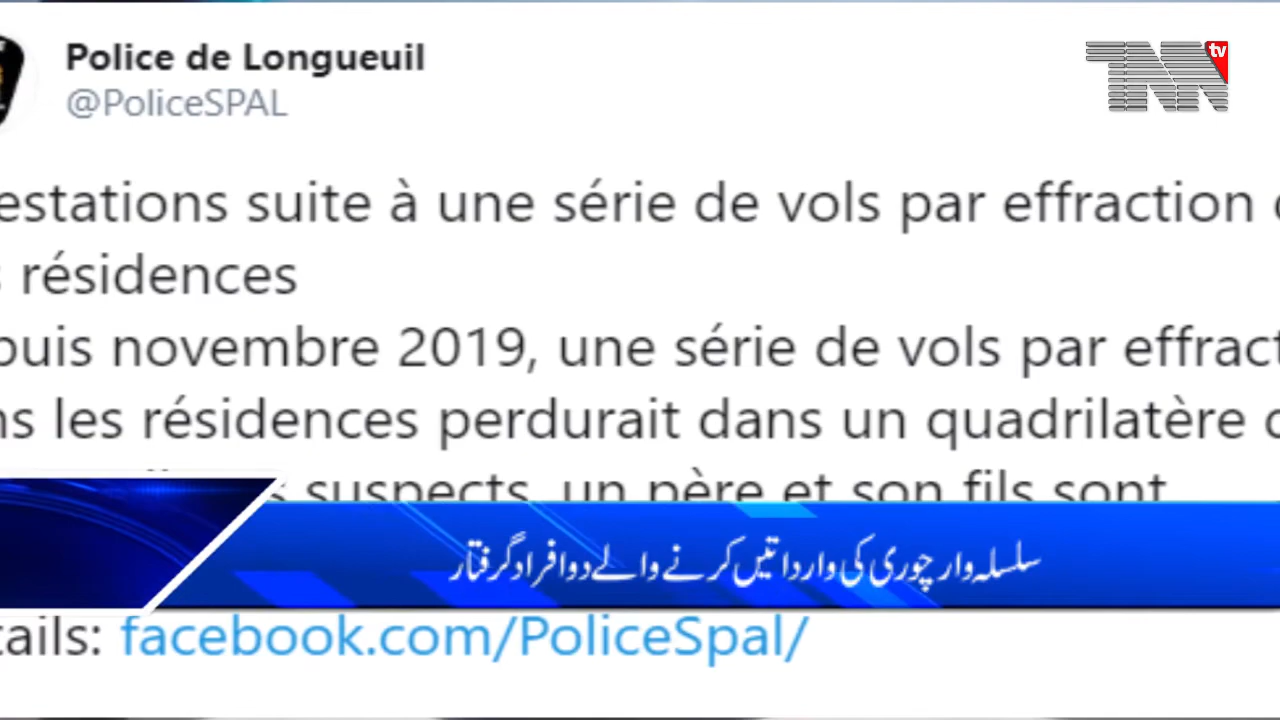 Police de Longueuil
@PoliceSPAL
TNN tv
estations suite à une série de vols par effraction
résidences
puis novembre 2019, une série de vols par effract
ns les résidences perdurait dans un quadrilatère
suspects, un père et son fils sont
سلسلہ وار چوری کی وارداتیں کرنے والے دو افراد گرفتار
tails: facebook.com/PoliceSpal/